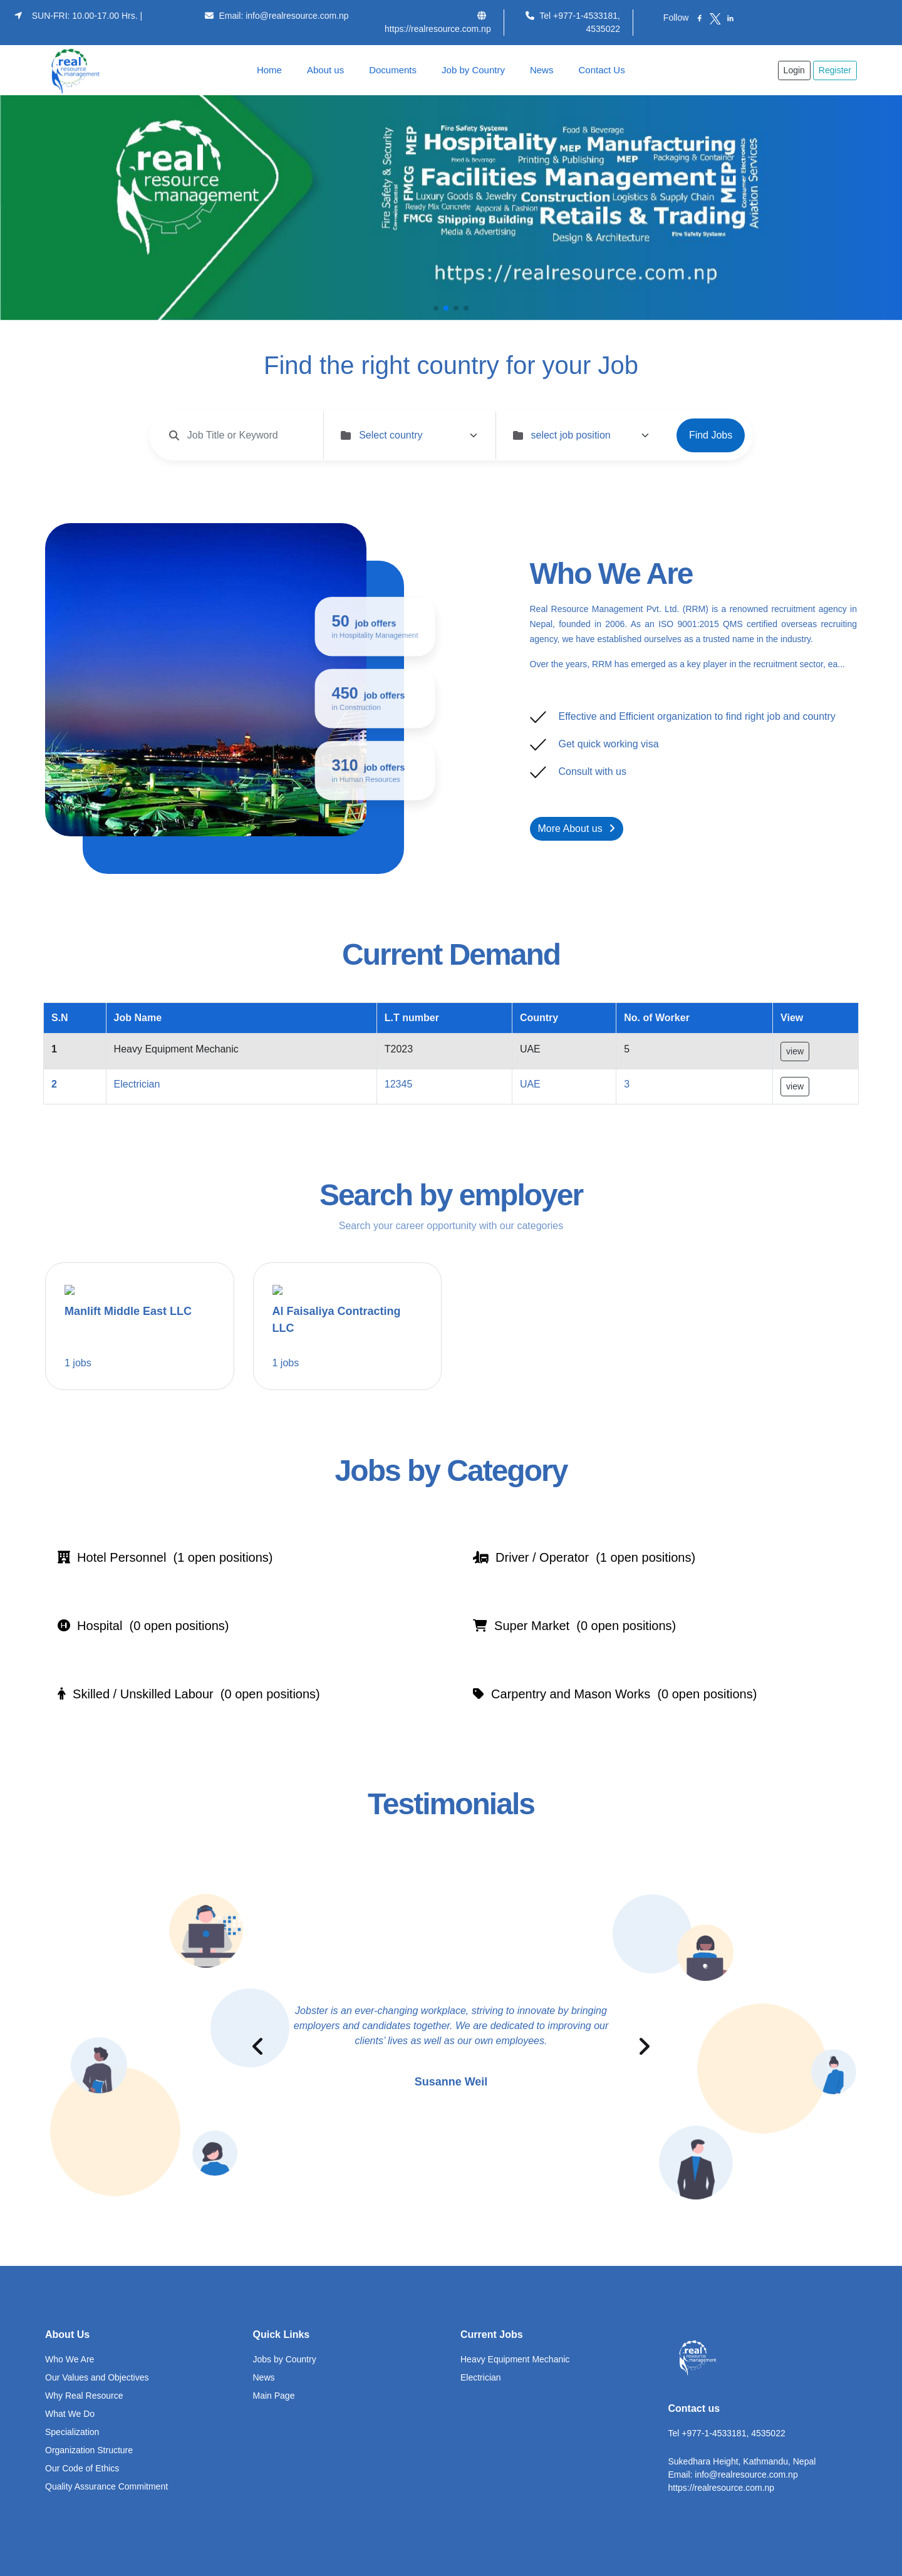 SUN-FRI: 10.00-17.00 Hrs. |
Email: info@realresource.com.np
https://realresource.com.np
Tel +977-1-4533181,
4535022
Follow
real
resource
management
Home
About us
Documents
Job by Country
News
Contact Us
Login
Register
real
resource
management
Fire Safety & Security
Corrosion Control
MEP
FMCG
Fire Safety Systems
Hospitality
Food & Beverage
Food & Beverage
Printing & Publishing
MEP
Manufacturing
Packaging & Container
Facilities Management
MEP
Consumer Electronics
Aviation Services
Luxury Goods & Jewelry
Construction
Logistics & Supply Chain
Ready Mix Concrete
Apporal & Fashion
FMCG
Shipping Building
Retails & Trading
Media & Advertising
Design & Architecture
Fire Safety Systems
https://realresource.com.np
Find the right country for your Job
Job Title or Keyword
Select country
select job position
Find Jobs
50 job offers
in Hospitality Management
450 job offers
in Construction
310 job offers
in Human Resources
Who We Are
Real Resource Management Pvt. Ltd. (RRM) is a renowned recruitment agency in
Nepal, founded in 2006. As an ISO 9001:2015 QMS certified overseas recruiting
agency, we have established ourselves as a trusted name in the industry.
Over the years, RRM has emerged as a key player in the recruitment sector, ea...
Effective and Efficient organization to find right job and country
Get quick working visa
Consult with us
More About us
Current Demand
S.N Job Name L.T number Country No. of Worker View
1 Heavy Equipment Mechanic T2023 UAE 5 view
2 Electrician 12345 UAE 3 view
Search by employer
Search your career opportunity with our categories
Manlift Middle East LLC
1 jobs
Al Faisaliya Contracting
LLC
1 jobs
Jobs by Category
Hotel Personnel (1 open positions)
Driver / Operator (1 open positions)
Hospital (0 open positions)
Super Market (0 open positions)
Skilled / Unskilled Labour (0 open positions)
Carpentry and Mason Works (0 open positions)
Testimonials
Jobster is an ever-changing workplace, striving to innovate by bringing
employers and candidates together. We are dedicated to improving our
clients' lives as well as our own employees.
Susanne Weil
About Us
Who We Are
Our Values and Objectives
Why Real Resource
What We Do
Specialization
Organization Structure
Our Code of Ethics
Quality Assurance Commitment
Quick Links
Jobs by Country
News
Main Page
Current Jobs
Heavy Equipment Mechanic
Electrician
real
resource
management
Contact us
Tel +977-1-4533181, 4535022
Sukedhara Height, Kathmandu, Nepal
Email: info@realresource.com.np
https://realresource.com.np